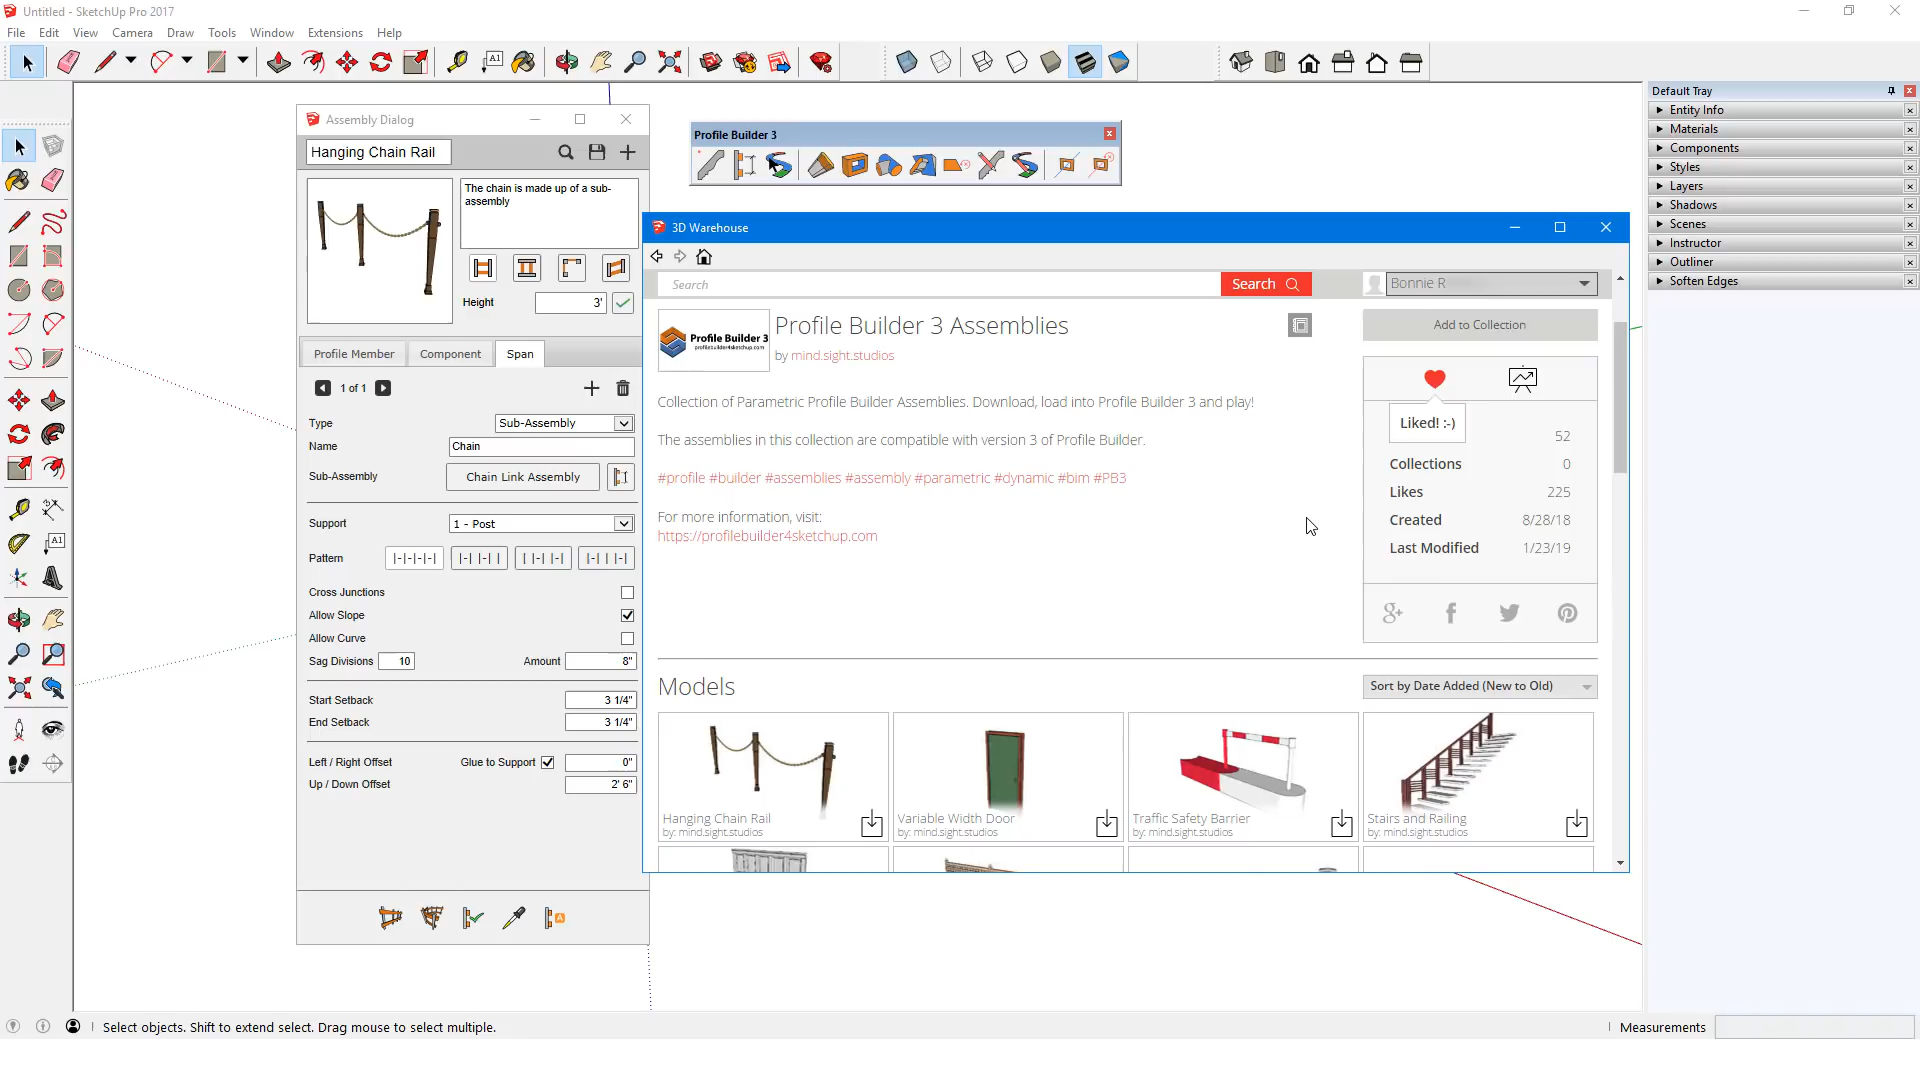 Untitled - SketchUp Pro 2017
File Edit View Camera Draw Tools Window Extensions Help
A1
Default Tray
Entity Info
Materials
Components
Styles
Layers
Shadows
Scenes
Instructor
Outliner
Soften Edges
A1
Assembly Dialog
Hanging Chain Rail
The chain is made up of a sub-
assembly
Height 3'
Profile Member Component Span
1 of 1
Type Sub-Assembly
Name Chain
Sub-Assembly Chain Link Assembly
Support 1 - Post
Pattern |-|-|-|-| |-| |-| | [ |-| |-| |-| | |-|
Cross Junctions
Allow Slope
Allow Curve
Sag Divisions 10 Amount 8"
Start Setback 3 1/4"
End Setback 3 1/4"
Left / Right Offset Glue to Support 0"
Up / Down Offset 2' 6"
Profile Builder 3
3D Warehouse
Search Search Bonnie R
Profile Builder 3
profilebuilder4sketchup.com
Profile Builder 3 Assemblies
by mind.sight.studios
Collection of Parametric Profile Builder Assemblies. Download, load into Profile Builder 3 and play!
The assemblies in this collection are compatible with version 3 of Profile Builder.
#profile #builder #assemblies #assembly #parametric #dynamic #bim #PB3
For more information, visit:
https://profilebuilder4sketchup.com
Add to Collection
Liked! :-)
52
Collections 0
Likes 225
Created 8/28/18
Last Modified 1/23/19
g+ f
Models
Sort by Date Added (New to Old)
Hanging Chain Rail
by: mind.sight.studios
Variable Width Door
by: mind.sight.studios
Traffic Safety Barrier
by: mind.sight.studios
Stairs and Railing
by: mind.sight.studios
Select objects. Shift to extend select. Drag mouse to select multiple.
Measurements